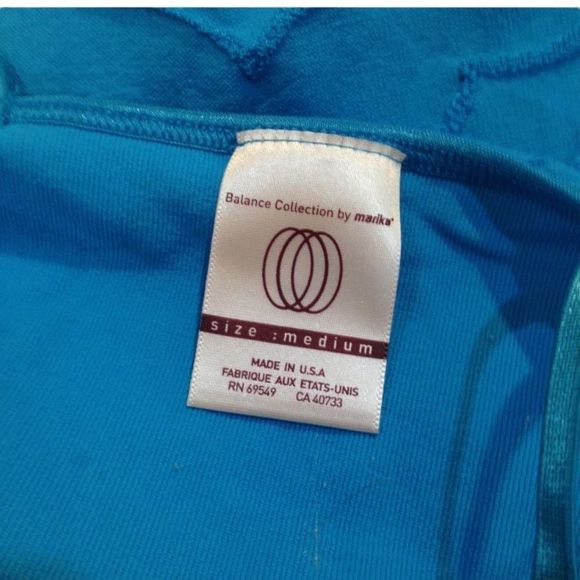 Balance Collection by marika
size :medium
MADE IN U.S.A
FABRIQUE AUX ETATS-UNIS
RN 69549 CA 40733